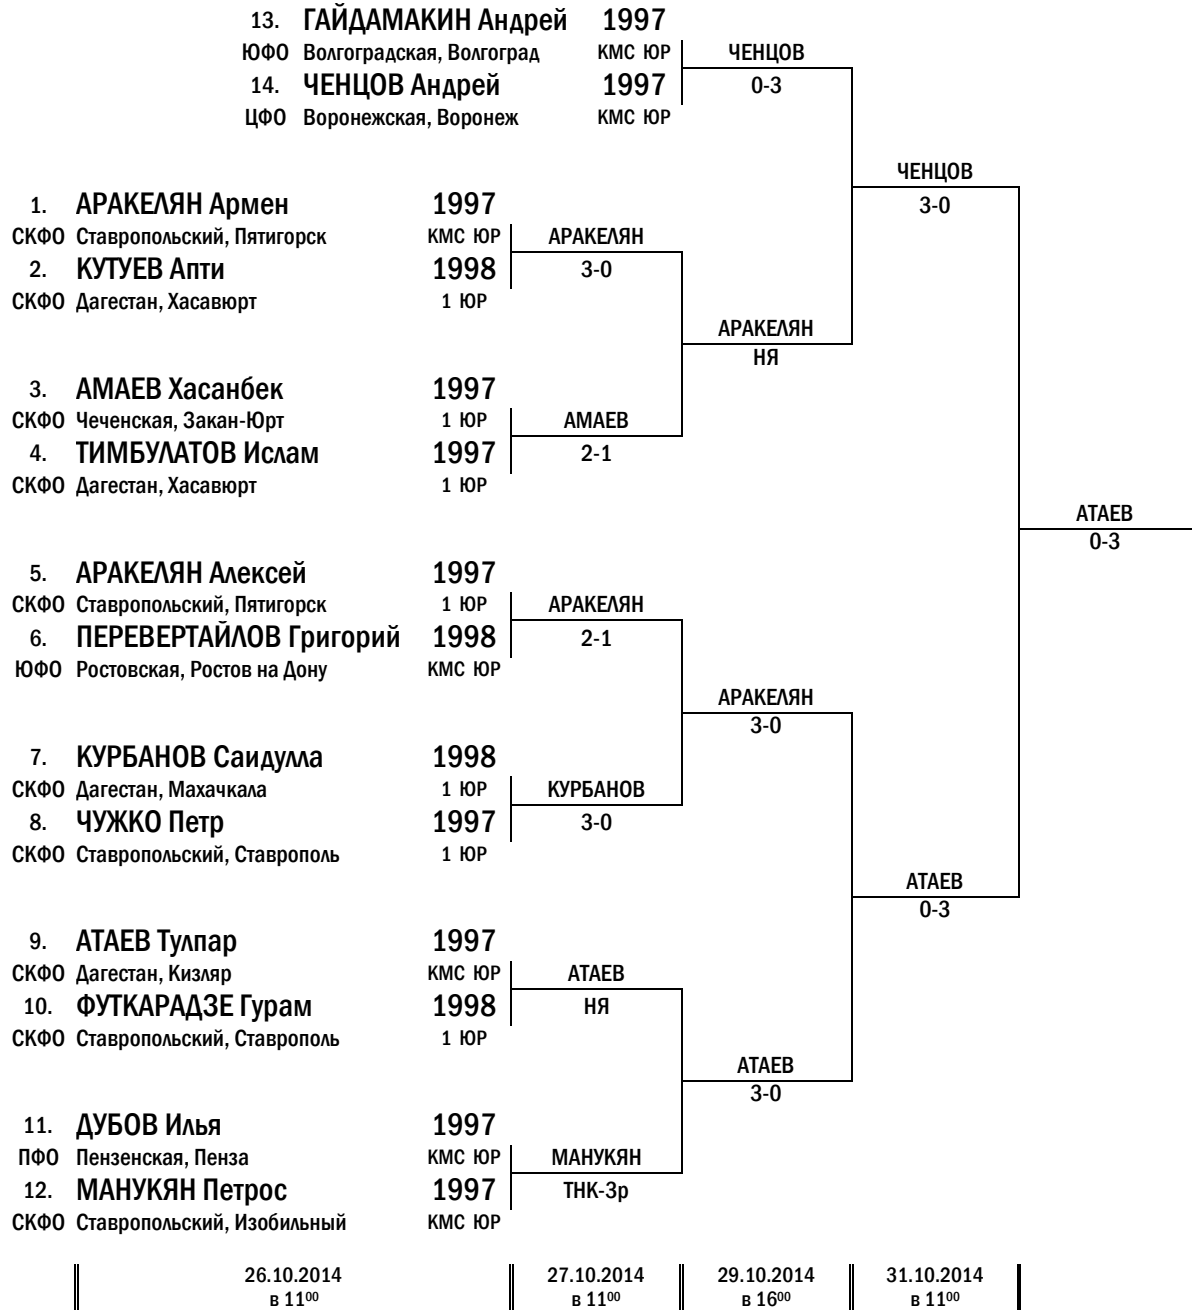 13. ГАЙДАМАКИН Андрей 1997
ЮФО Волгоградская, Волгоград КМС ЮР ЧЕНЦОВ
14. ЧЕНЦОВ Андрей 1997 0-3
ЦФО Воронежская, Воронеж КМС ЮР
ЧЕНЦОВ
1. АРАКЕЛЯН Армен 1997 3-0
СКФО Ставропольский, Пятигорск КМС ЮР АРАКЕЛЯН
2. КУТУЕВ Апти 1998 3-0
СКФО Дагестан, Хасавюрт 1 ЮР
АРАКЕЛЯН
НЯ
3. АМАЕВ Хасанбек 1997
СКФО Чеченская, Закан-Юрт 1 ЮР АМАЕВ
4. ТИМБУЛАТОВ Ислам 1997 2-1
СКФО Дагестан, Хасавюрт 1 ЮР
АТАЕВ
0-3
5. АРАКЕЛЯН Алексей 1997
СКФО Ставропольский, Пятигорск 1 ЮР АРАКЕЛЯН
6. ПЕРЕВЕРТАЙЛОВ Григорий 1998 2-1
ЮФО Ростовская, Ростов на Дону КМС ЮР
АРАКЕЛЯН
3-0
7. КУРБАНОВ Саидулла 1998
СКФО Дагестан, Махачкала 1 ЮР КУРБАНОВ
8. ЧУЖКО Петр 1997 3-0
СКФО Ставропольский, Ставрополь 1 ЮР
АТАЕВ
0-3
9. АТАЕВ Тулпар 1997
СКФО Дагестан, Кизляр КМС ЮР АТАЕВ
10. ФУТКАРАДЗЕ Гурам 1998 НЯ
СКФО Ставропольский, Ставрополь 1 ЮР
АТАЕВ
3-0
11. ДУБОВ Илья 1997
ПФО Пензенская, Пенза КМС ЮР МАНУКЯН
12. МАНУКЯН Петрос 1997 ТНК-3р
СКФО Ставропольский, Изобильный КМС ЮР
26.10.2014 27.10.2014 29.10.2014 31.10.2014
в 11⁰⁰ в 11⁰⁰ в 16⁰⁰ в 11⁰⁰